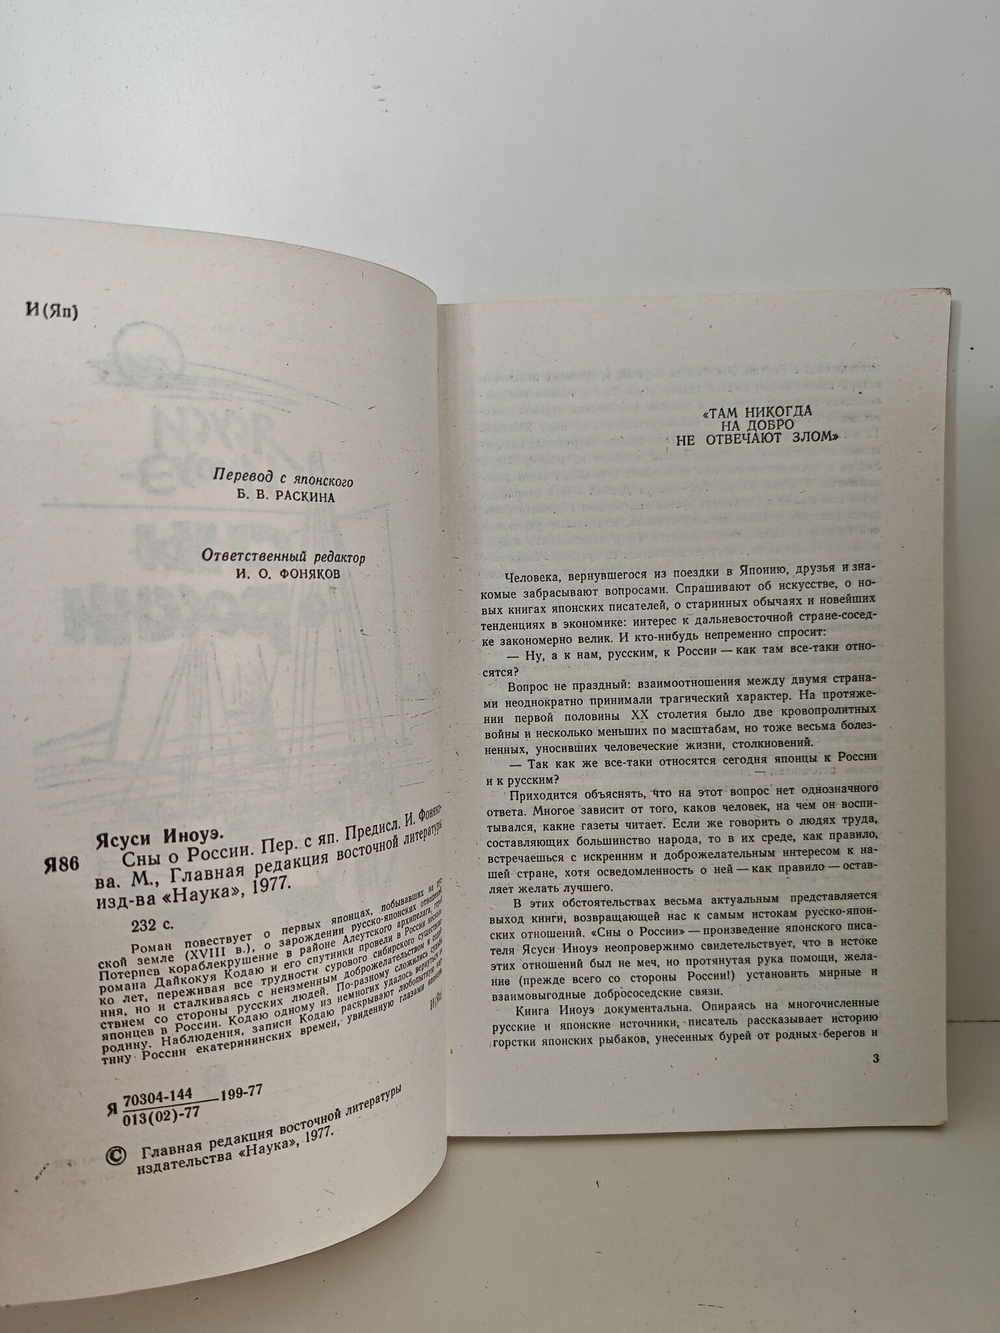 И(Яп)
Перевод с японского
Б. В. РАСКИНА
Ответственный редактор
И. О. ФОНЯКОВ
Ясуси Иноуэ.
Я86
Сны о России. Пер. с яп. Предисл. И. Фоняко-
ва. М., Главная редакция восточной литературы
изд-ва «Наука», 1977.
232 с.
Роман повествует о первых японцах, побывавших на
ской земле (XVIII в.), о зарождении русско-японских отношений.
Потерпев кораблекрушение в районе Алеутского архипелага, герой
романа Дайкокуя Кодаю и его спутники провели в России
ко лет, переживая все трудности сурового сибирского
ния, но и сталкиваясь с неизменным доброжелательством и
ствием со стороны русских людей. По-разному сложились судьбы
японцев в России. Кодаю одному из немногих удалось вернуться на
родину. Наблюдения, записи Кодаю раскрывают любопытную кар-
тину России екатерининских времен, увиденную глазами
Я 70304-144 199-77
013(02)-77
© Главная редакция восточной литературы
издательства «Наука», 1977.
«ТАМ НИКОГДА
НА ДОБРО
НЕ ОТВЕЧАЮТ ЗЛОМ»
Человека, вернувшегося из поездки в Японию, друзья и зна-
комые забрасывают вопросами. Спрашивают об искусстве, о но-
вых книгах японских писателей, о старинных обычаях и новейших
тенденциях в экономике: интерес к дальневосточной стране-сосед-
ке закономерно велик. И кто-нибудь непременно спросит:
— Ну, а к нам, русским, к России — как там все-таки отно-
сятся?
Вопрос не праздный: взаимоотношения между двумя страна-
ми неоднократно принимали трагический характер. На протяже-
нии первой половины XX столетия было две кровопролитных
войны и несколько меньших по масштабам, но тоже весьма болез-
ненных, уносивших человеческие жизни, столкновений.
— Так как же все-таки относятся сегодня японцы к России
и к русским?
Приходится объяснять, что на этот вопрос нет однозначного
ответа. Многое зависит от того, каков человек, на чем он воспи-
тывался, какие газеты читает. Если же говорить о людях труда,
составляющих большинство народа, то в их среде, как правило,
встречаешься с искренним и доброжелательным интересом к на-
шей стране, хотя осведомленность о ней — как правило — остав-
ляет желать лучшего.
В этих обстоятельствах весьма актуальным представляется
выход книги, возвращающей нас к самым истокам русско-япон-
ских отношений. «Сны о России» — произведение японского писа-
теля Ясуси Иноуэ неопровержимо свидетельствует, что в истоке
этих отношений был не меч, но протянутая рука помощи, жела-
ние (прежде всего со стороны России!) установить мирные и
взаимовыгодные добрососедские связи.
Книга Иноуэ документальна. Опираясь на многочисленные
русские и японские источники, писатель рассказывает историю
горстки японских рыбаков, унесенных бурей от родных берегов и
3